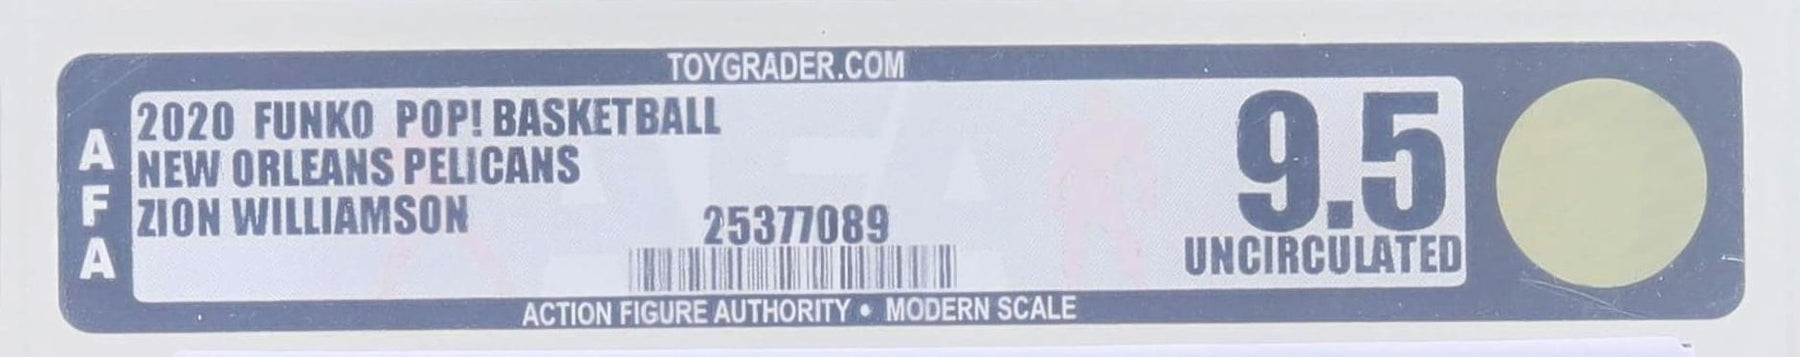 TOYGRADER.COM
AFA
2020 FUNKO POP! BASKETBALL
NEW ORLEANS PELICANS
ZION WILLIAMSON
25377089
9.5
UNCIRCULATED
ACTION FIGURE AUTHORITY • MODERN SCALE